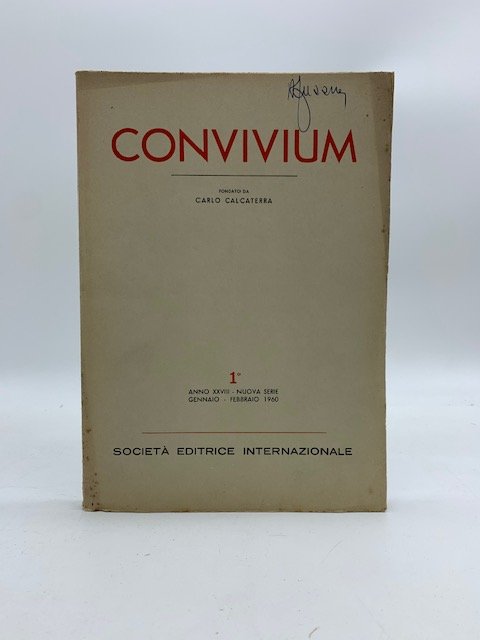 CONVIVIUM
FONDATO DA
CARLO CALCATERRA
1°
ANNO XXVIII - NUOVA SERIE
GENNAIO - FEBBRAIO 1960
SOCIETÀ EDITRICE INTERNAZIONALE